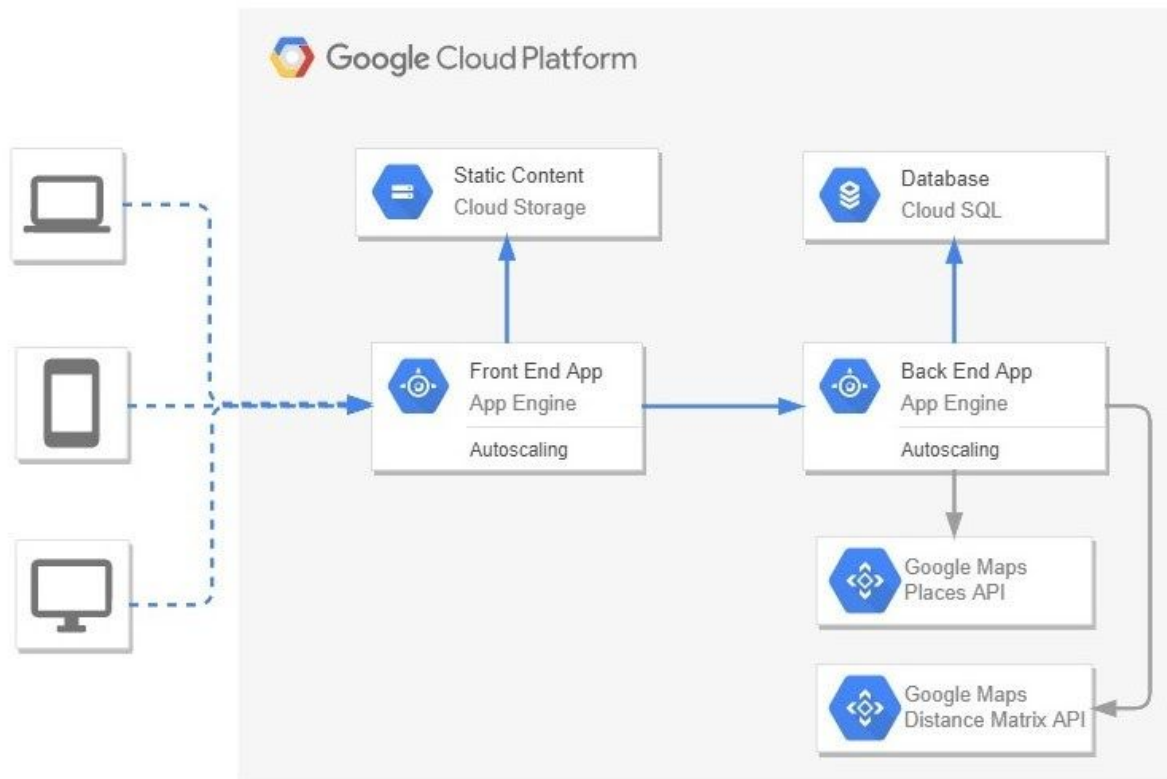 Google Cloud Platform
Static Content
Cloud Storage
Database
Cloud SQL
Front End App
App Engine
Autoscaling
Back End App
App Engine
Autoscaling
Google Maps
Places API
Google Maps
Distance Matrix API